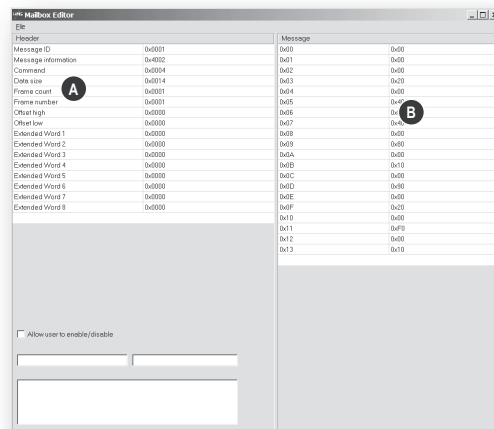 Mailbox Editor
File
Header
Message ID 0x0001
Message information 0x4002
Command 0x0004
Data size 0x0014
Frame count 0x0001
Frame number 0x0001
Offset high 0x0000
Offset low 0x0000
Extended Word 1 0x0000
Extended Word 2 0x0000
Extended Word 3 0x0000
Extended Word 4 0x0000
Extended Word 5 0x0000
Extended Word 6 0x0000
Extended Word 7 0x0000
Extended Word 8 0x0000
A
Allow user to enable/disable
Message
0x00 0x00
0x01 0x00
0x02 0x00
0x03 0x20
0x04 0x00
0x05
0x06
0x07
0x08 0x00
0x09 0x80
0x0A 0x00
0x0B 0x10
0x0C 0x00
0x0D 0x90
0x0E 0x00
0x0F 0x20
0x10 0x00
0x11 0xF0
0x12 0x00
0x13 0x10
B